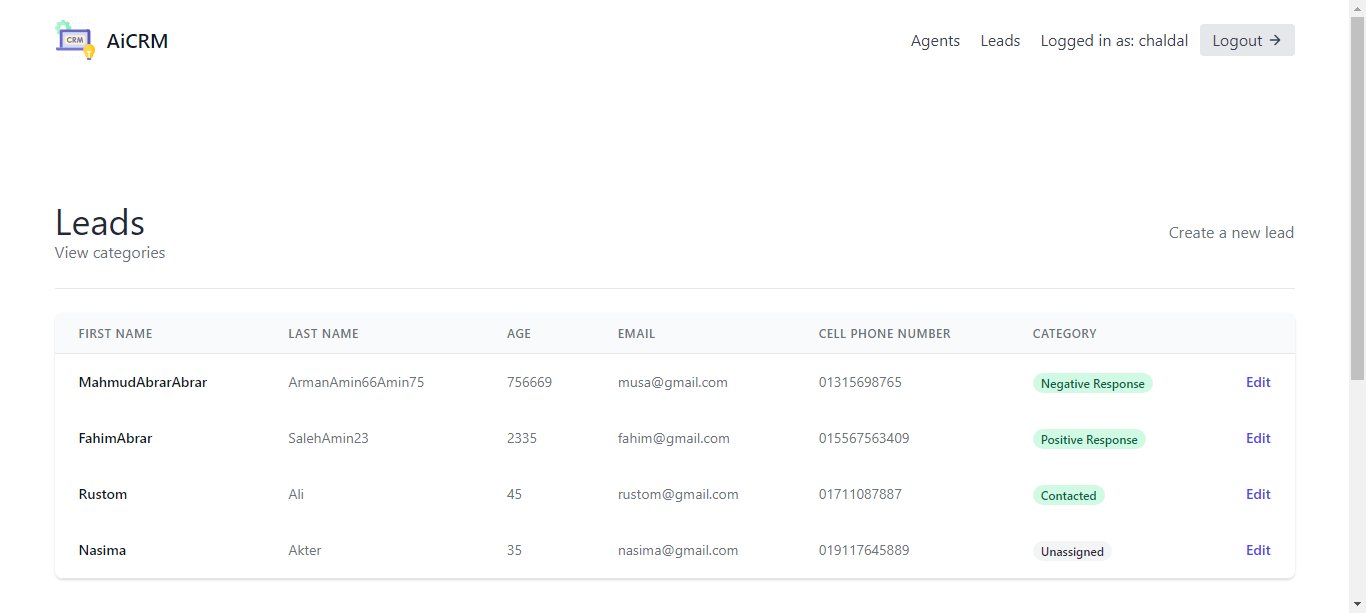 CRM
AiCRM
Agents Leads Logged in as: chaldal Logout →
Leads
View categories
Create a new lead
FIRST NAME LAST NAME AGE EMAIL CELL PHONE NUMBER CATEGORY
MahmudAbrarAbrar ArmanAmin66Amin75 756669 musa@gmail.com 01315698765 Negative Response Edit
FahimAbrar SalehAmin23 2335 fahim@gmail.com 015567563409 Positive Response Edit
Rustom Ali 45 rustom@gmail.com 01711087887 Contacted Edit
Nasima Akter 35 nasima@gmail.com 019117645889 Unassigned Edit